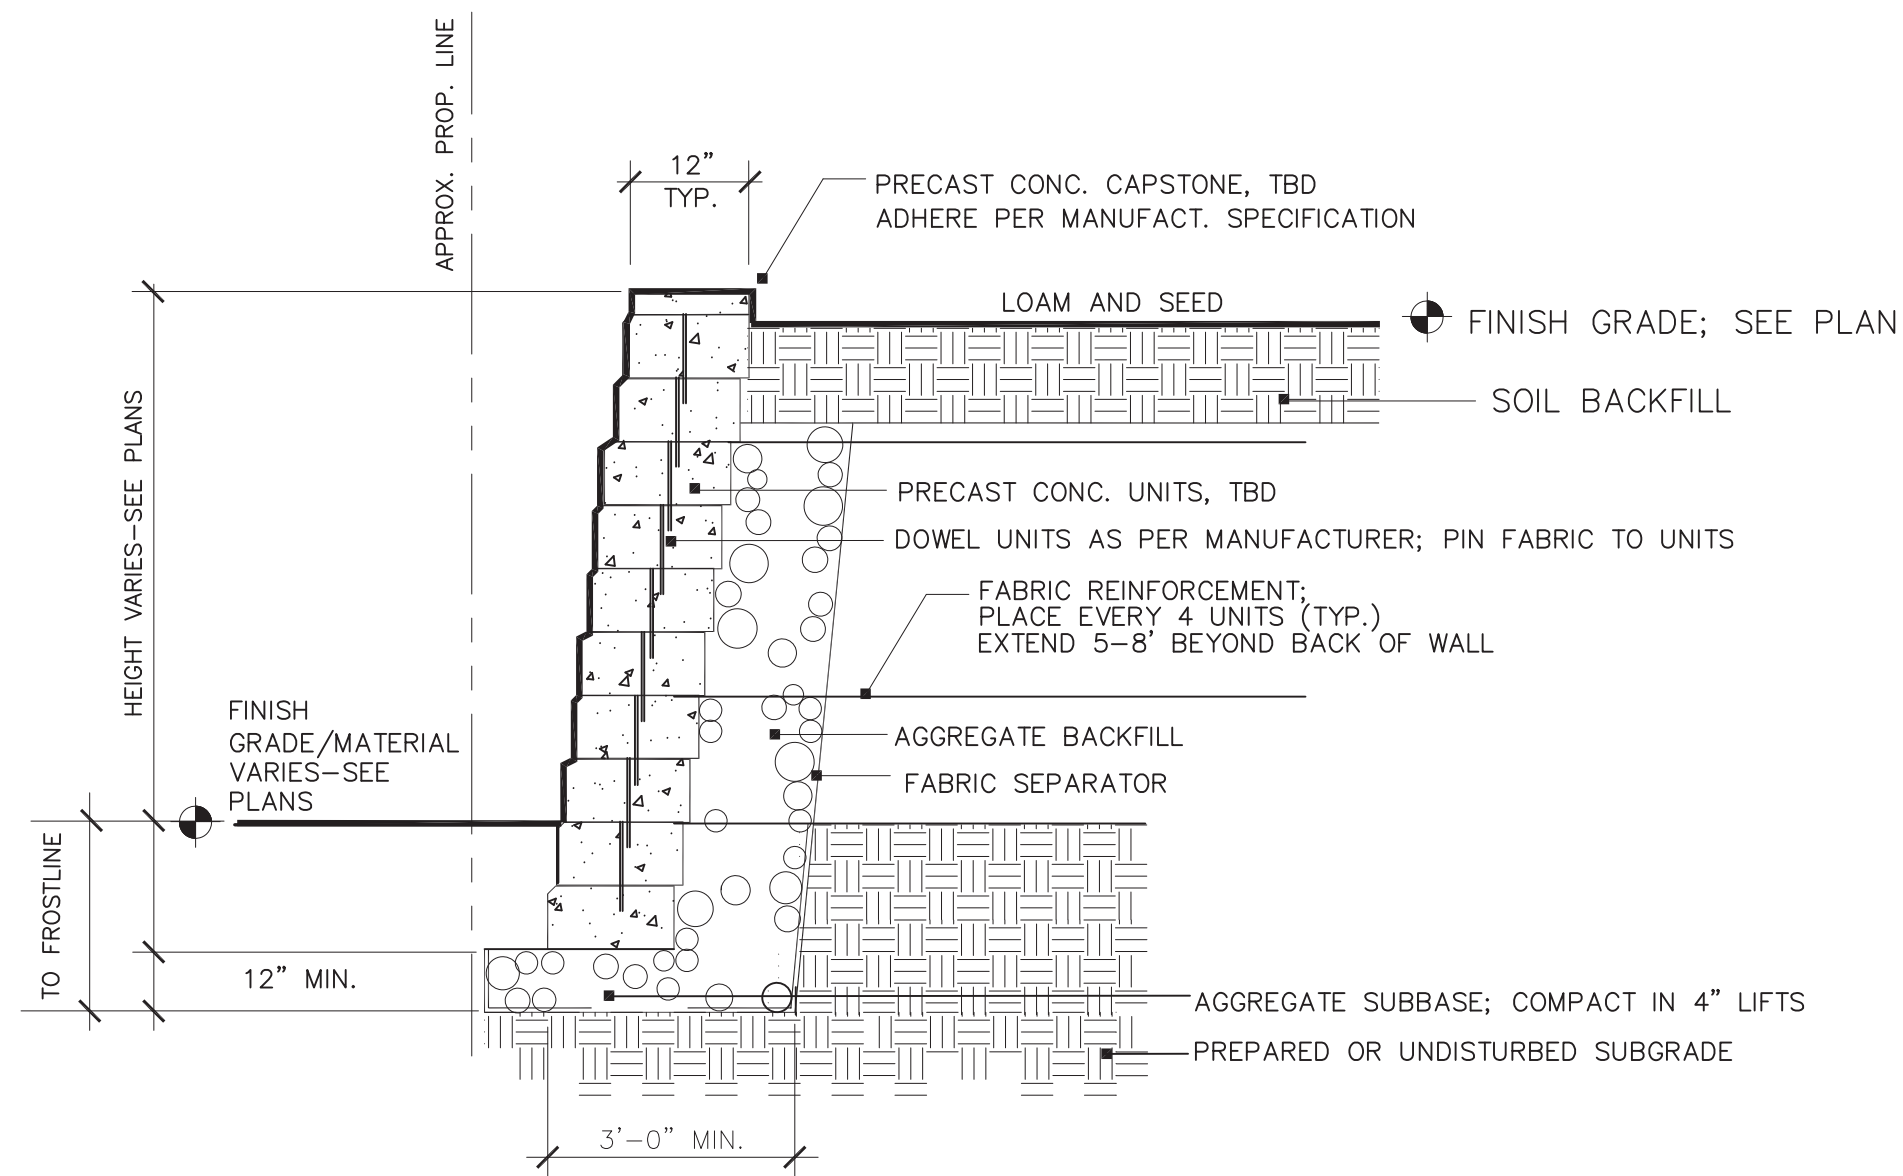 APPROX. PROP. LINE
12”
TYP.
PRECAST CONC. CAPSTONE, TBD
ADHERE PER MANUFACT. SPECIFICATION
LOAM AND SEED
FINISH GRADE; SEE PLAN
SOIL BACKFILL
HEIGHT VARIES–SEE PLANS
PRECAST CONC. UNITS, TBD
DOWEL UNITS AS PER MANUFACTURER; PIN FABRIC TO UNITS
FABRIC REINFORCEMENT;
PLACE EVERY 4 UNITS (TYP.)
EXTEND 5–8’ BEYOND BACK OF WALL
FINISH
GRADE/MATERIAL
VARIES–SEE
PLANS
AGGREGATE BACKFILL
FABRIC SEPARATOR
TO FROSTLINE
12” MIN.
AGGREGATE SUBBASE; COMPACT IN 4” LIFTS
PREPARED OR UNDISTURBED SUBGRADE
3’–0” MIN.